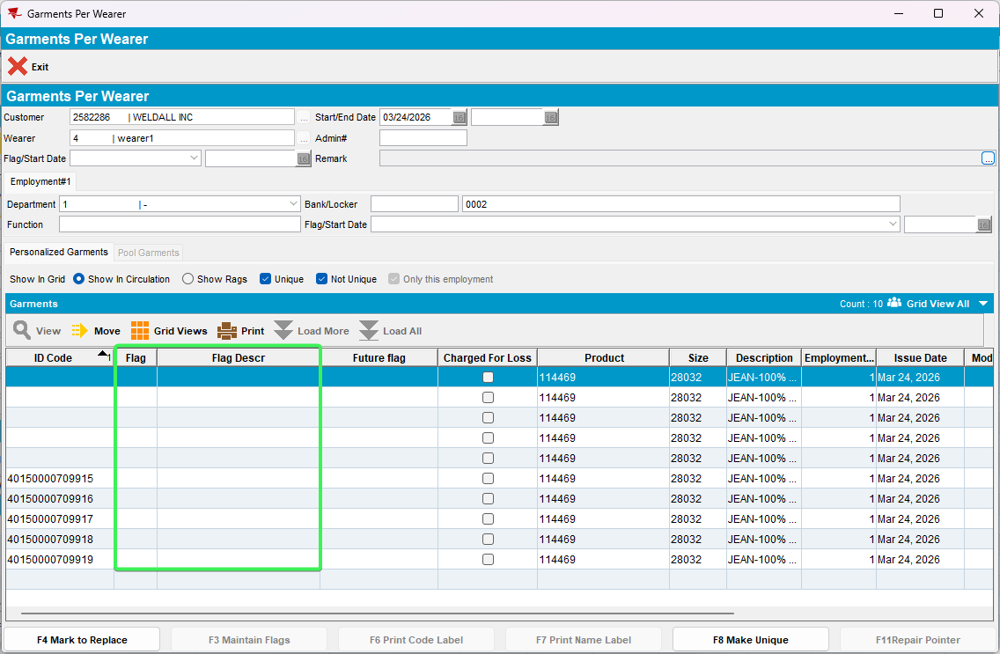 Garments Per Wearer
Garments Per Wearer
Exit
Garments Per Wearer
Customer 2582286 | WELDALL INC ... Start/End Date 03/24/2026 16 16
Wearer 4 | wearer1 ... Admin#
Flag/Start Date 16 Remark ...
Employment#1
Department 1 | - Bank/Locker 0002
Function Flag/Start Date 16
Personalized Garments Pool Garments
Show In Grid Show In Circulation Show Rags Unique Not Unique Only this employment
Garments Count : 10 Grid View All
View Move Grid Views Print Load More Load All
ID Code 1 Flag Flag Descr Future flag Charged For Loss Product Size Description Employment... Issue Date Mod
114469 28032 JEAN-100% ... 1 Mar 24, 2026
114469 28032 JEAN-100% ... 1 Mar 24, 2026
114469 28032 JEAN-100% ... 1 Mar 24, 2026
114469 28032 JEAN-100% ... 1 Mar 24, 2026
114469 28032 JEAN-100% ... 1 Mar 24, 2026
40150000709915 114469 28032 JEAN-100% ... 1 Mar 24, 2026
40150000709916 114469 28032 JEAN-100% ... 1 Mar 24, 2026
40150000709917 114469 28032 JEAN-100% ... 1 Mar 24, 2026
40150000709918 114469 28032 JEAN-100% ... 1 Mar 24, 2026
40150000709919 114469 28032 JEAN-100% ... 1 Mar 24, 2026
F4 Mark to Replace F3 Maintain Flags F6 Print Code Label F7 Print Name Label F8 Make Unique F11Repair Pointer